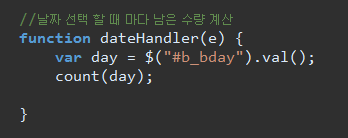 //날짜 선택 할 때 마다 남은 수량 계산
function dateHandler(e) {
var day = $("#b_bday").val();
count(day);
}